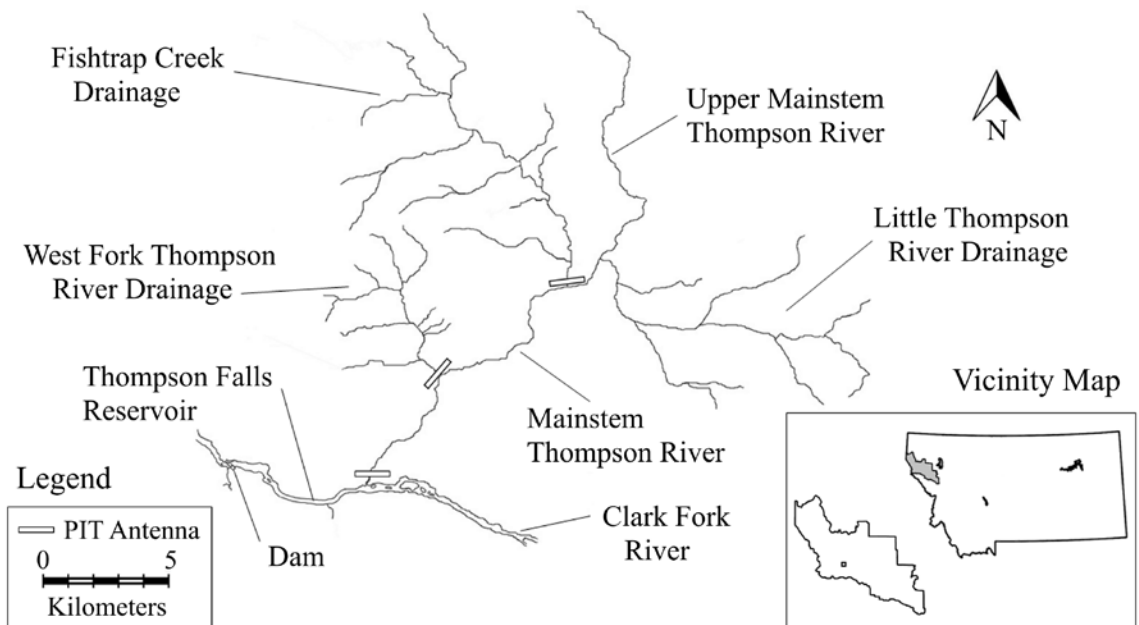 Fishtrap Creek
Drainage
Upper Mainstem
Thompson River
N
Little Thompson
River Drainage
West Fork Thompson
River Drainage
Thompson Falls
Reservoir
Mainstem
Thompson River
Vicinity Map
Legend
PIT Antenna
0 5
Kilometers
Dam
Clark Fork
River